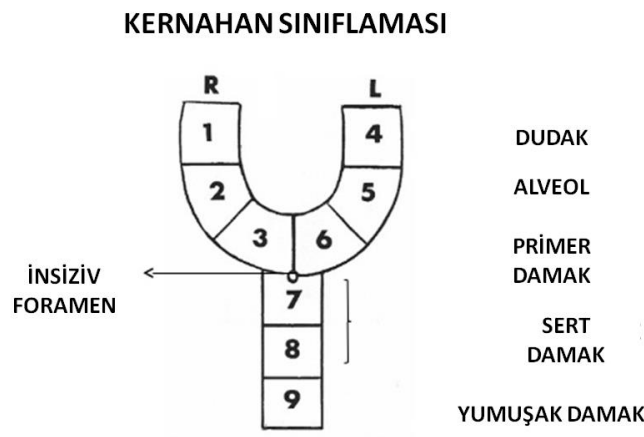 KERNAHAN SINIFLAMASI
R L
1 4
DUDAK
2 5
ALVEOL
3 6
PRİMER
DAMAK
İNSİZİV
FORAMEN
7
SERT
DAMAK
8
9
YUMUŞAK DAMAK